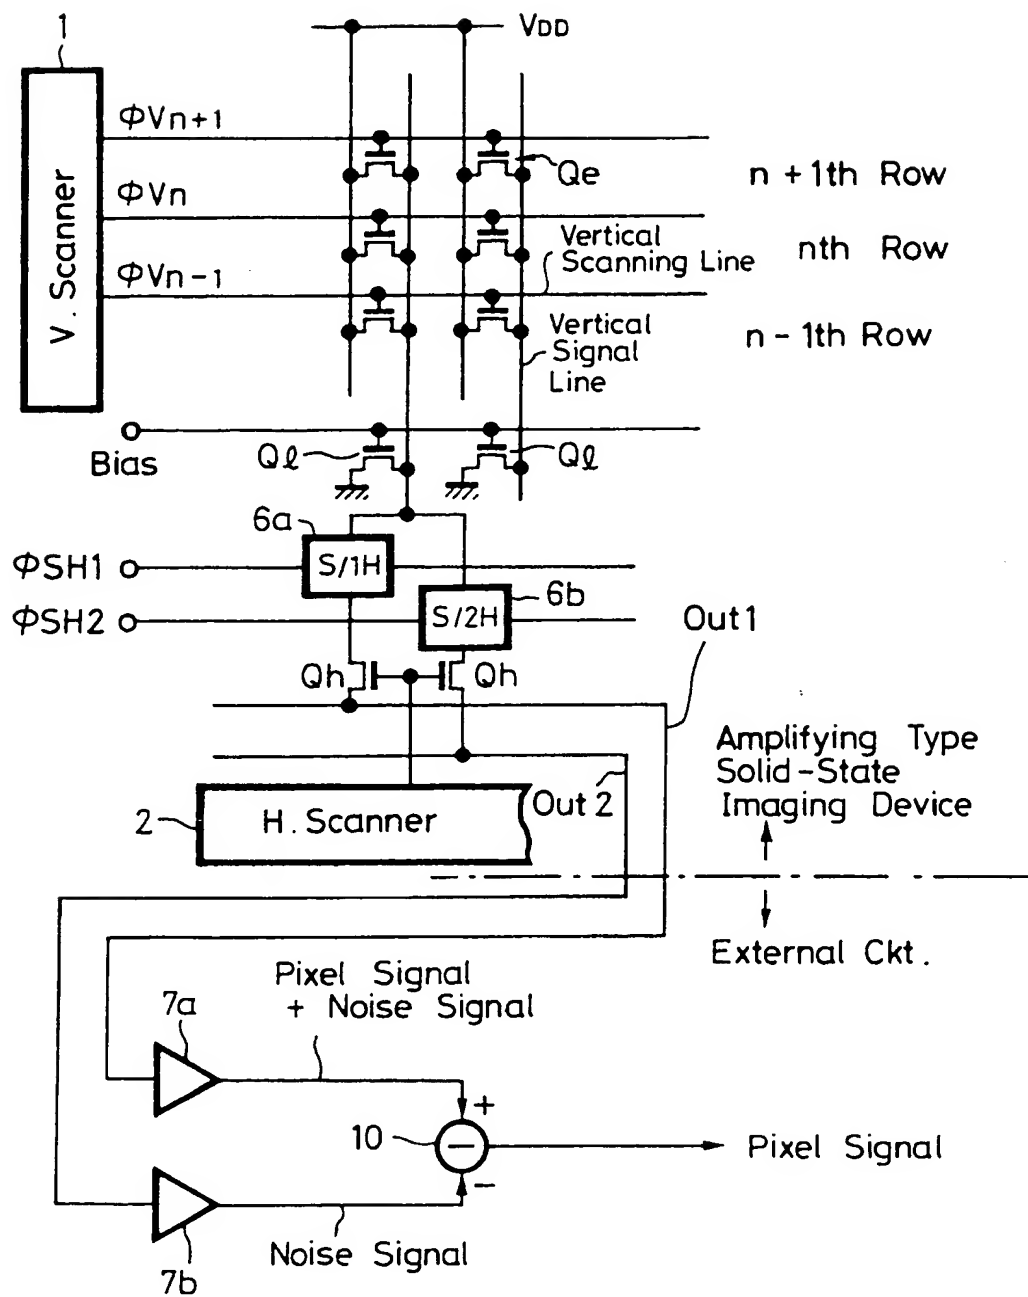 1
VDD
V. Scanner
ΦVn+1
Qe
n + 1th Row
ΦVn
Vertical
Scanning Line
nth Row
ΦVn-1
Vertical
Signal
Line
n - 1th Row
Bias
Qℓ
Qℓ
6a
ΦSH1
S/1H
ΦSH2
S/2H
6b
Out1
Qh
Qh
Amplifying Type
Solid-State
Imaging Device
2
H. Scanner
Out2
External Ckt.
Pixel Signal
+ Noise Signal
7a
+
10
−
Pixel Signal
−
7b
Noise Signal